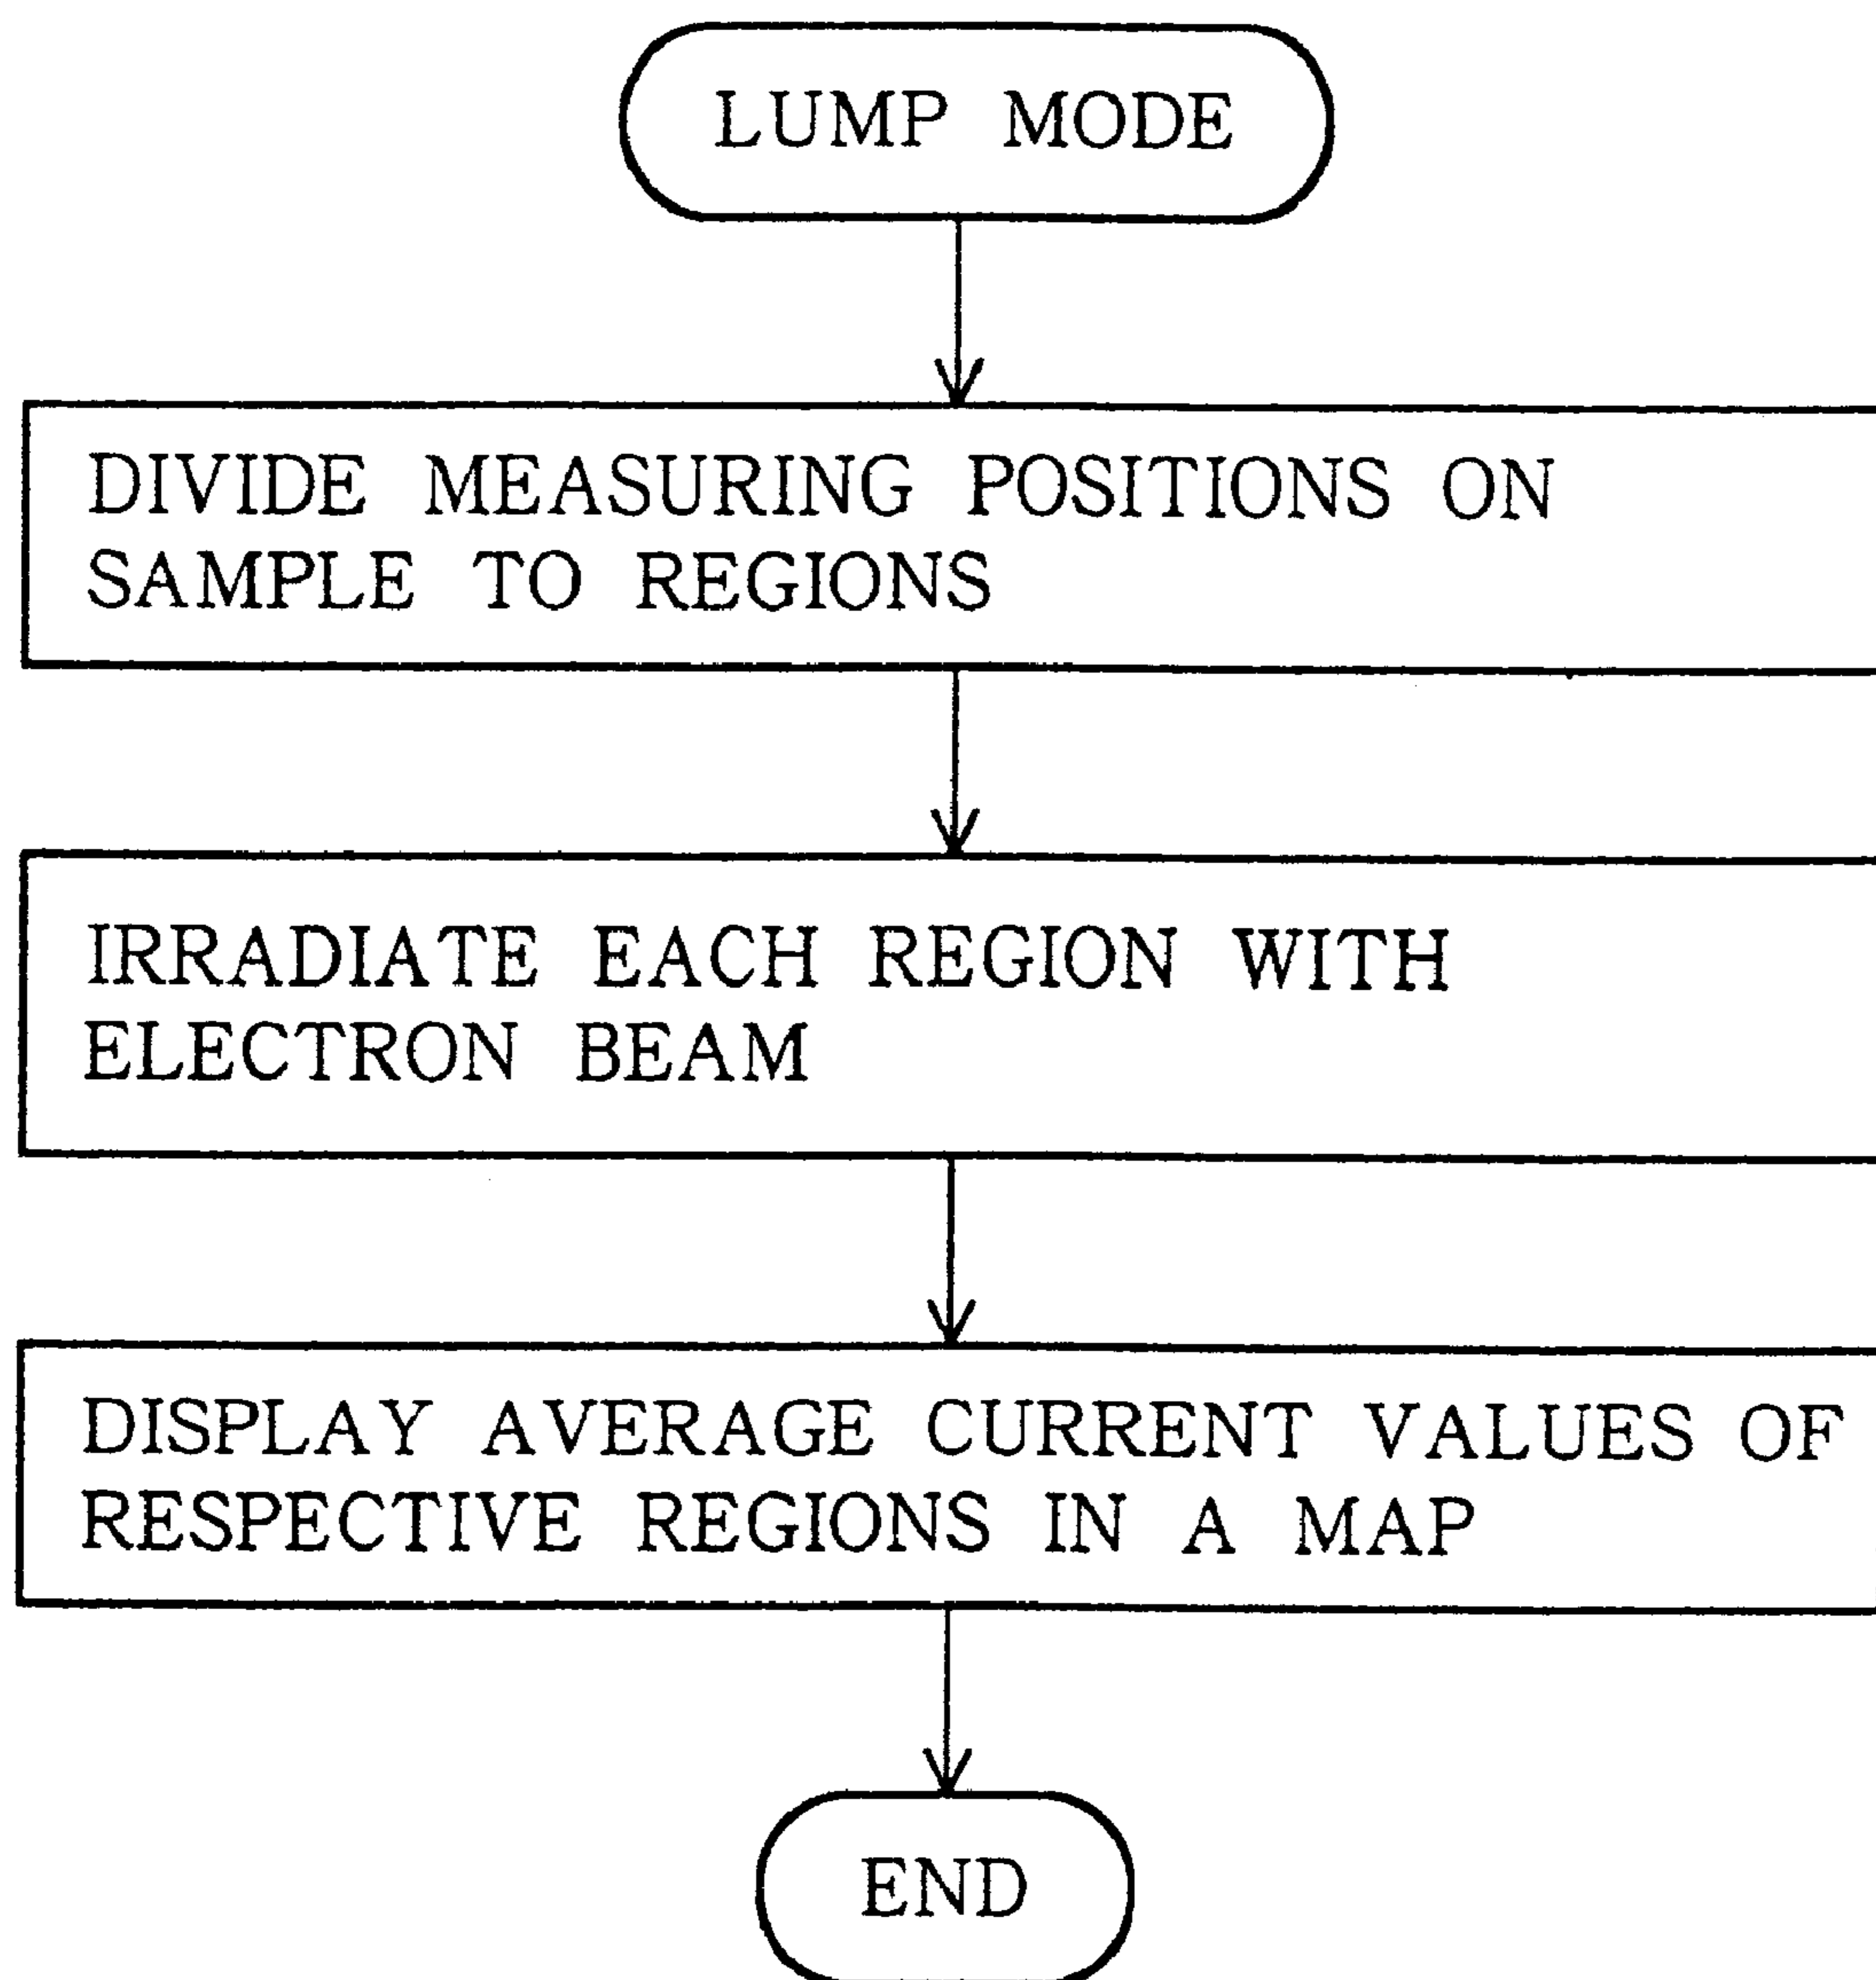 LUMP MODE
DIVIDE MEASURING POSITIONS ON
SAMPLE TO REGIONS
IRRADIATE EACH REGION WITH
ELECTRON BEAM
DISPLAY AVERAGE CURRENT VALUES OF
RESPECTIVE REGIONS IN A MAP
END